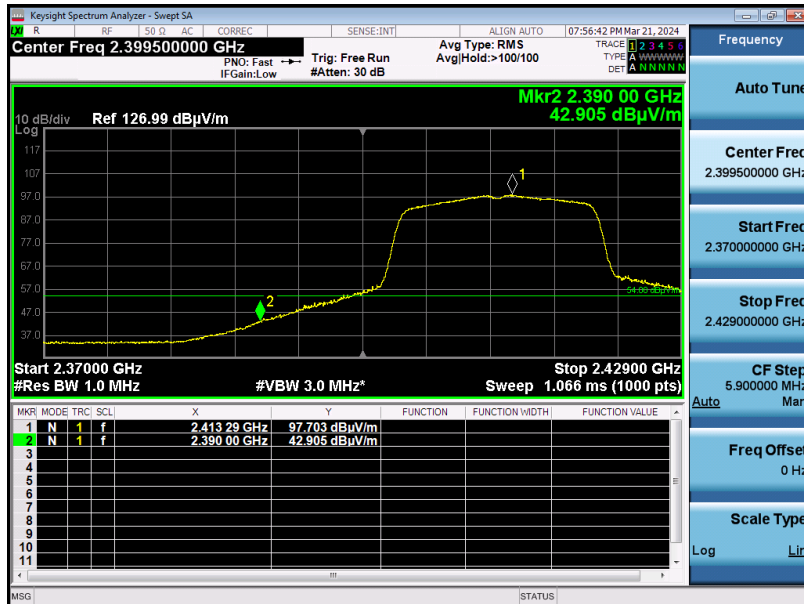 Keysight Spectrum Analyzer - Swept SA
LXI R RF 50 Ω AC CORREC SENSE:INT ALIGN AUTO 07:56:42 PM Mar 21, 2024
Center Freq 2.399500000 GHz
PNO: Fast
IFGain:Low
Trig: Free Run
#Atten: 30 dB
Avg Type: RMS
Avg|Hold:>100/100
TRACE 1 2 3 4 5 6
TYPE A WWWWW
DET A N N N N N
Mkr2 2.390 00 GHz
42.905 dBµV/m
10 dB/div Ref 126.99 dBµV/m
Log
117
107
97.0
87.0
77.0
67.0
57.0
47.0
37.0
1
2
54.00 dBµV/m
Start 2.37000 GHz Stop 2.42900 GHz
#Res BW 1.0 MHz #VBW 3.0 MHz* Sweep 1.066 ms (1000 pts)
MKR MODE TRC SCL X Y FUNCTION FUNCTION WIDTH FUNCTION VALUE
1 N 1 f 2.413 29 GHz 97.703 dBµV/m
2 N 1 f 2.390 00 GHz 42.905 dBµV/m
3
4
5
6
7
8
9
10
11
MSG STATUS
Frequency
Auto Tune
Center Freq
2.399500000 GHz
Start Freq
2.370000000 GHz
Stop Freq
2.429000000 GHz
CF Step
5.900000 MHz
Auto Man
Freq Offset
0 Hz
Scale Type
Log Lin